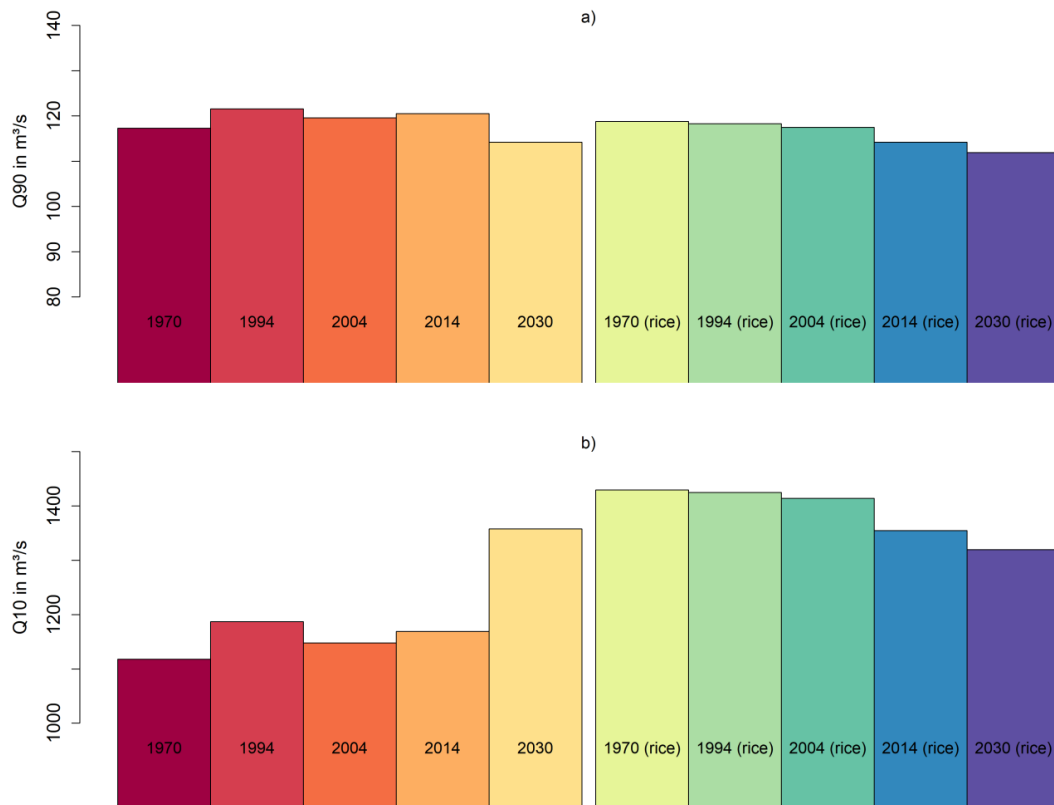 a)
Q90 in m³/s
140
120
100
90
80
1970
1994
2004
2014
2030
1970 (rice)
1994 (rice)
2004 (rice)
2014 (rice)
2030 (rice)
b)
Q10 in m³/s
1400
1200
1000
1970
1994
2004
2014
2030
1970 (rice)
1994 (rice)
2004 (rice)
2014 (rice)
2030 (rice)